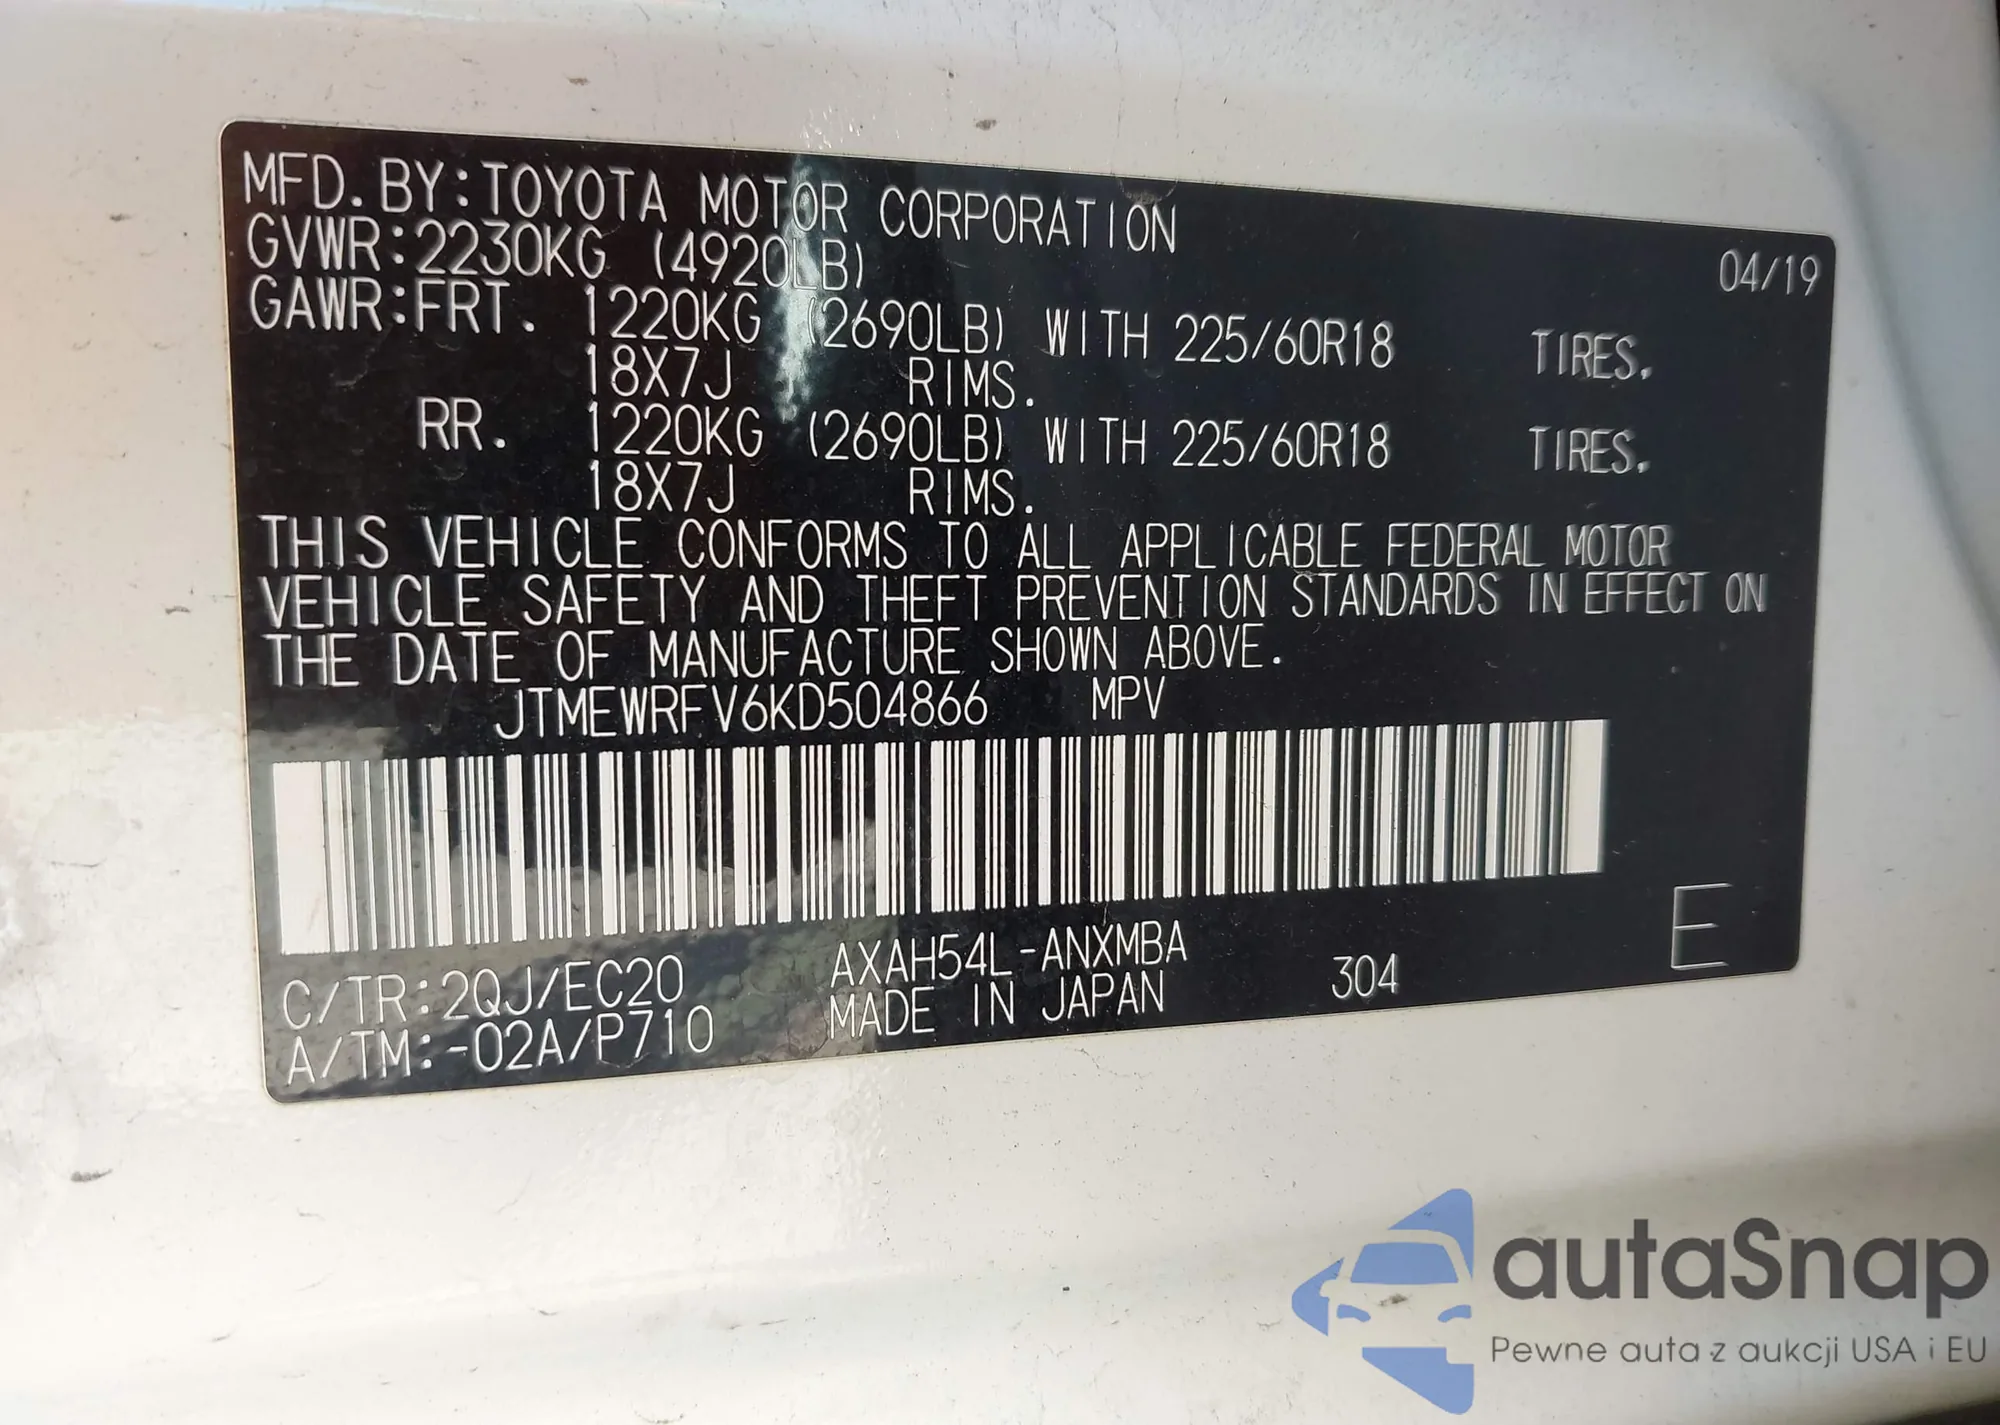 MFD. BY: TOYOTA MOTOR CORPORATION
GVWR: 2230KG (4920LB) 04/19
GAWR: FRT. 1220KG (2690LB) WITH 225/60R18 TIRES.
18X7J RIMS.
RR. 1220KG (2690LB) WITH 225/60R18 TIRES.
18X7J RIMS.
THIS VEHICLE CONFORMS TO ALL APPLICABLE FEDERAL MOTOR
VEHICLE SAFETY AND THEFT PREVENTION STANDARDS IN EFFECT ON
THE DATE OF MANUFACTURE SHOWN ABOVE.
JTMEWRFV6KD504866 MPV
C/TR: 2QJ/EC20 AXAH54L-ANXMBA
A/TM: -02A/P710 MADE IN JAPAN 304 E
autaSnap
Pewne auta z aukcji USA i EU